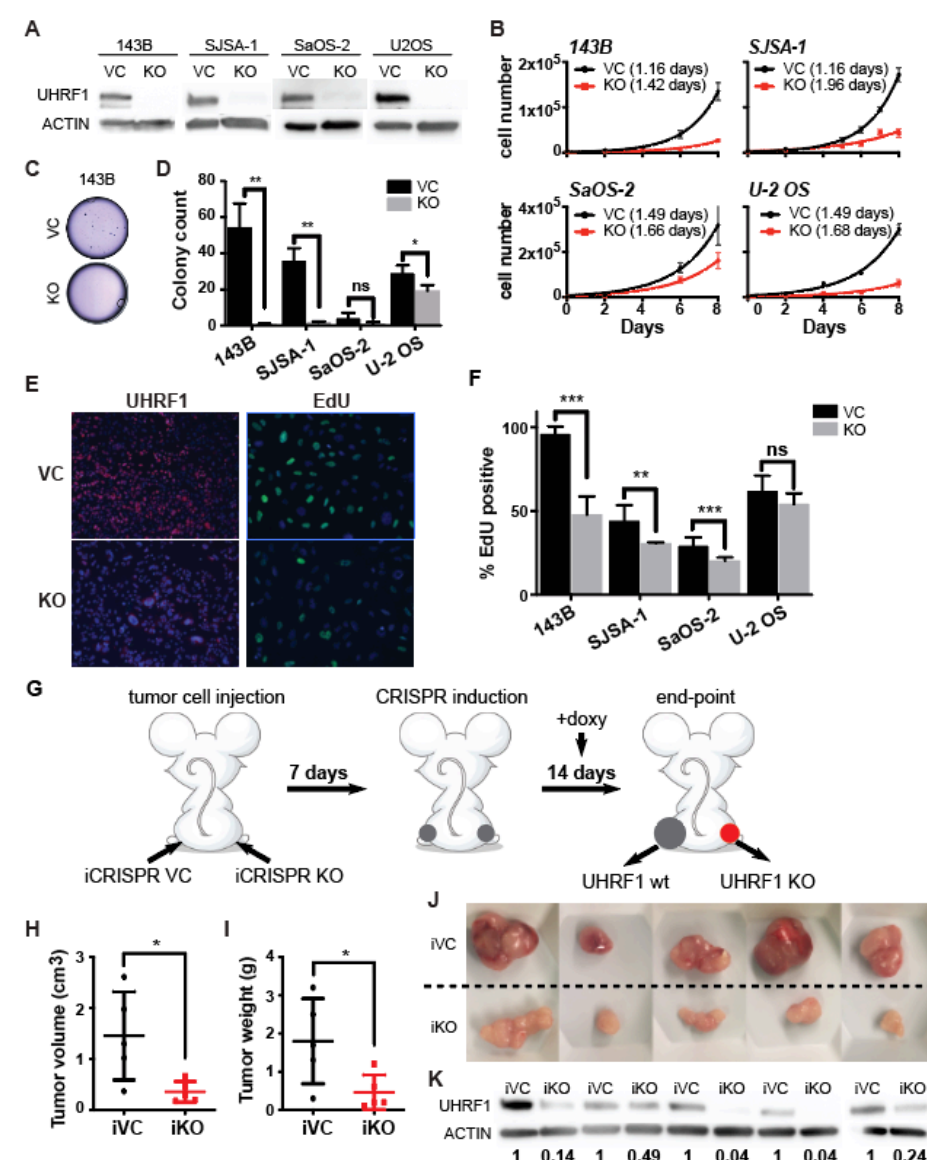 A
143B SJSA-1 SaOS-2 U2OS
VC KO VC KO VC KO VC KO
UHRF1
ACTIN
B
143B
VC (1.16 days)
KO (1.42 days)
cell number
2x10⁵
1x10⁵
0
SJSA-1
VC (1.16 days)
KO (1.96 days)
SaOS-2
VC (1.49 days)
KO (1.66 days)
cell number
4x10⁵
2x10⁵
0
0 2 4 6 8
Days
U-2 OS
VC (1.49 days)
KO (1.68 days)
0 2 4 6 8
Days
C
143B
VC
KO
D
Colony count
80
60
40
20
0
** ** ns *
VC
KO
143B SJSA-1 SaOS-2 U-2 OS
E
UHRF1 EdU
VC
KO
F
% EdU positive
100
50
0
*** ** *** ns
VC
KO
143B SJSA-1 SaOS-2 U-2 OS
G
tumor cell injection CRISPR induction end-point
+doxy
7 days 14 days
iCRISPR VC iCRISPR KO UHRF1 wt UHRF1 KO
H
Tumor volume (cm3)
3
2
1
0
*
iVC iKO
I
Tumor weight (g)
4
3
2
1
0
*
iVC iKO
J
iVC
iKO
K
iVC iKO iVC iKO iVC iKO iVC iKO iVC iKO
UHRF1
ACTIN
1 0.14 1 0.49 1 0.04 1 0.04 1 0.24